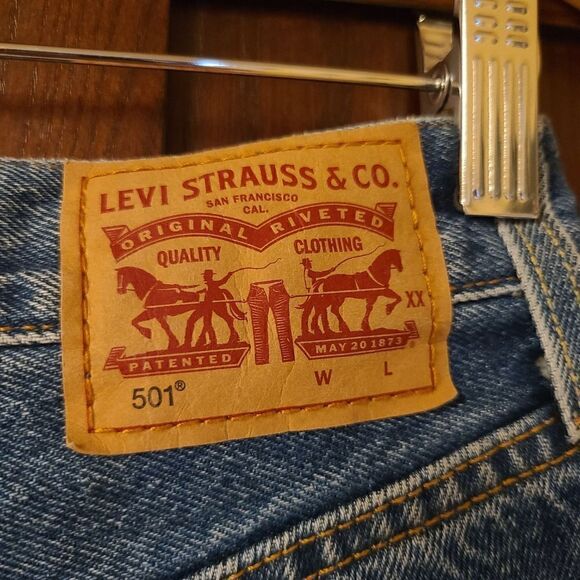 LEVI STRAUSS & CO.
SAN FRANCISCO
CAL.
ORIGINAL RIVETED
QUALITY CLOTHING
XX
PATENTED MAY 20 1873
501® W L